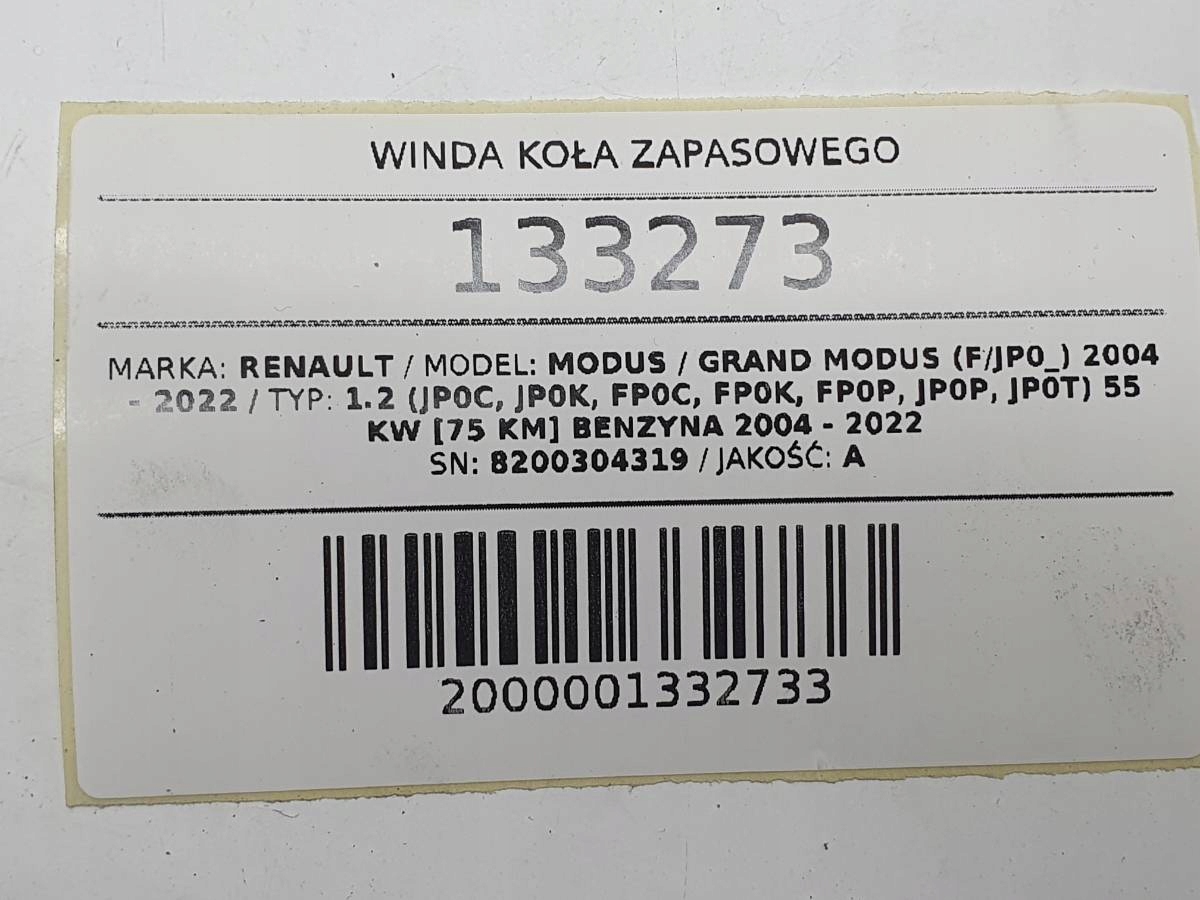 WINDA KOŁA ZAPASOWEGO
133273
MARKA: RENAULT / MODEL: MODUS / GRAND MODUS (F/JP0_) 2004
- 2022 / TYP: 1.2 (JP0C, JP0K, FP0C, FP0K, FP0P, JP0P, JP0T) 55
KW [75 KM] BENZYNA 2004 - 2022
SN: 8200304319 / JAKOŚĆ: A
2000001332733